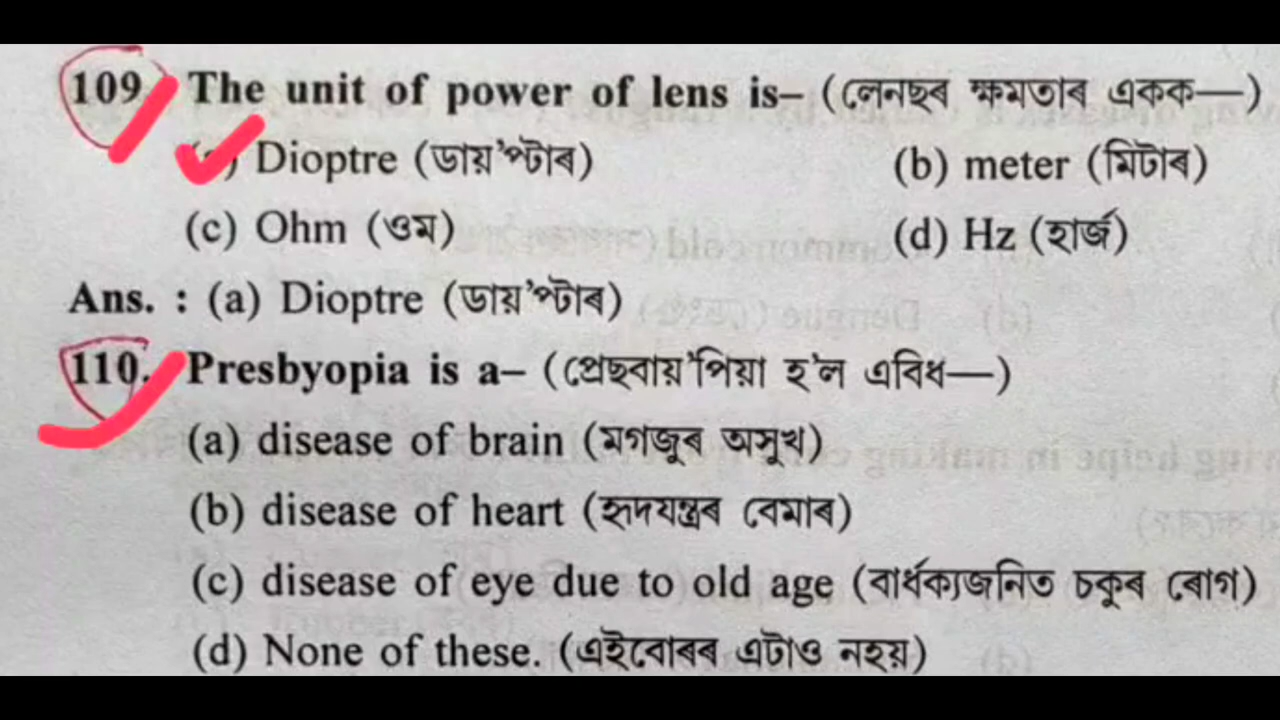 109. The unit of power of lens is– (লেনছৰ ক্ষমতাৰ একক—)
Dioptre (ডায়'প্টাৰ) (b) meter (মিটাৰ)
(c) Ohm (ওম) (d) Hz (হাৰ্জ)
Ans. : (a) Dioptre (ডায়'প্টাৰ)
110. Presbyopia is a– (প্ৰেছবায়'পিয়া হ'ল এবিধ—)
(a) disease of brain (মগজুৰ অসুখ)
(b) disease of heart (হৃদযন্ত্ৰৰ বেমাৰ)
(c) disease of eye due to old age (বাৰ্ধক্যজনিত চকুৰ ৰোগ)
(d) None of these. (এইবোৰৰ এটাও নহয়)